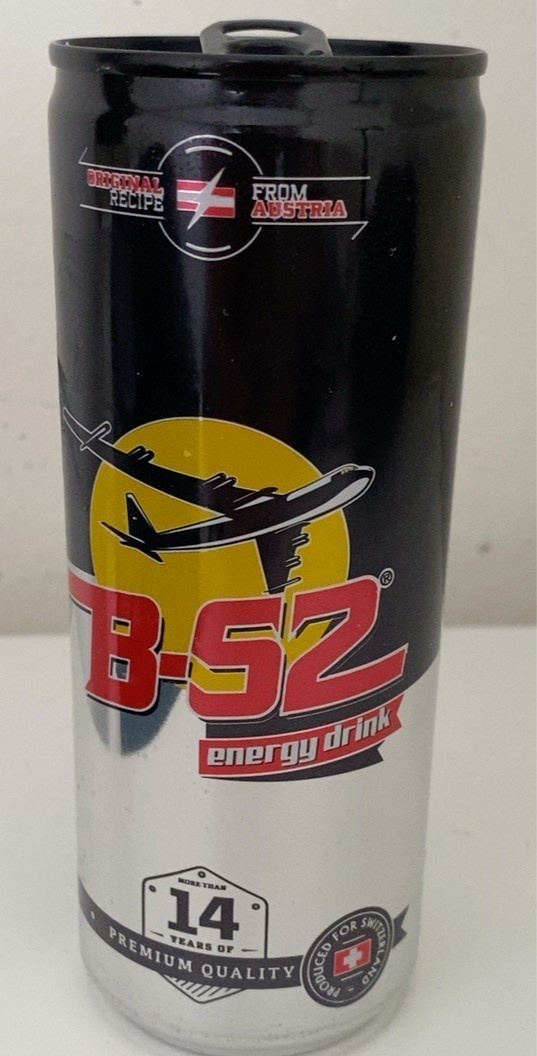 ORIGINAL
RECIPE
FROM
AUSTRIA
B-52®
energy drink
MORE THAN
14
YEARS OF
PREMIUM QUALITY
PRODUCED FOR SWITZERLAND